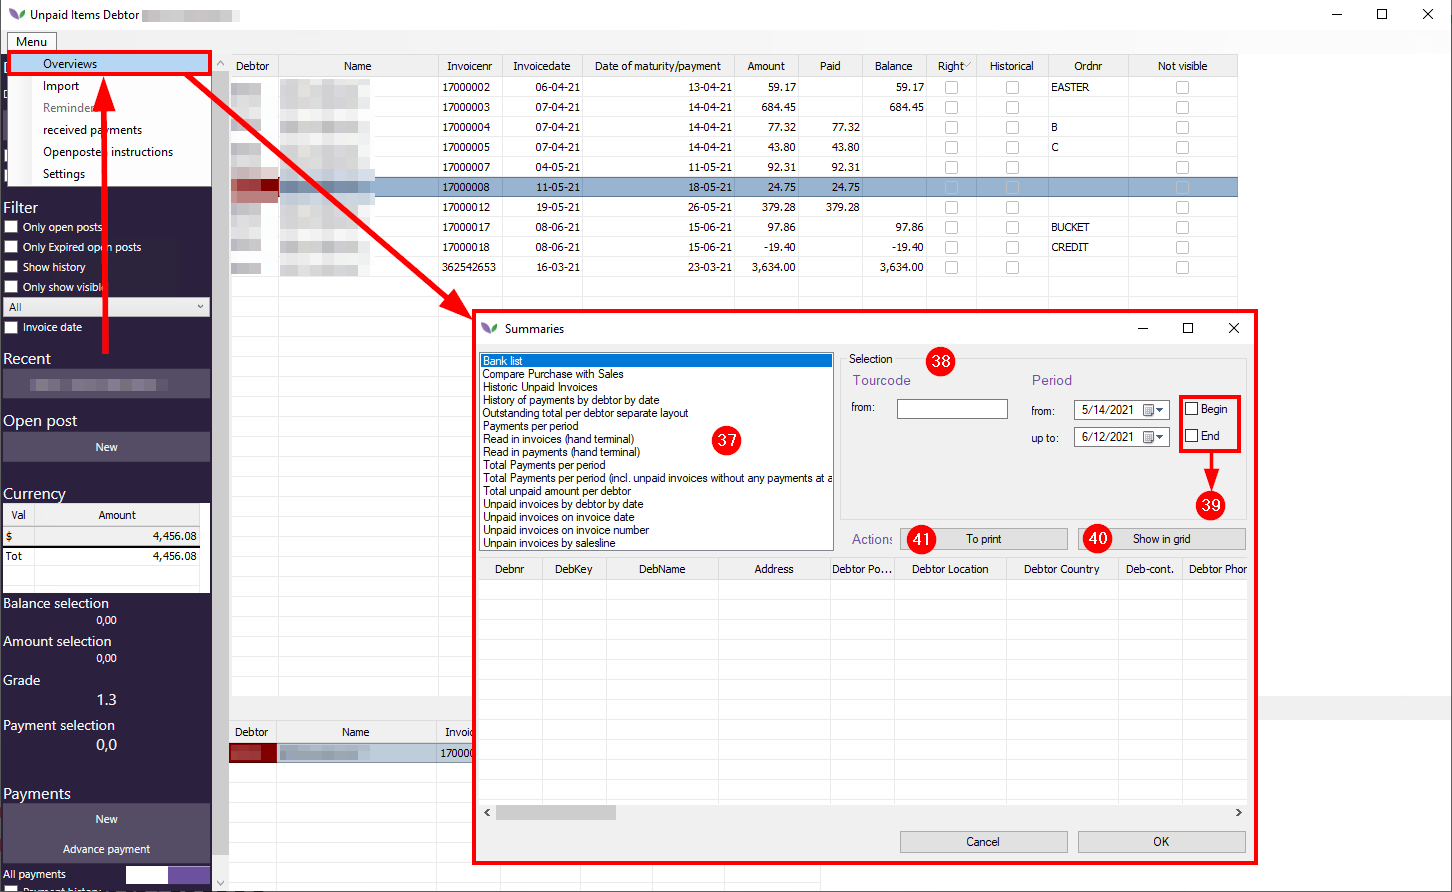 Unpaid Items Debtor
Menu
Overviews
Import
received payments
Settings
Filter
Only open posts
Only Expired open posts
Show history
All
Invoice date
Recent
Open post
New
Currency
Val Amount
$ 4,456.08
Tot 4,456.08
Balance selection
0,00
Amount selection
0,00
Grade
1.3
Payment selection
0,0
Payments
New
Advance payment
All payments
Debtor Name Invoicenr Invoicedate Date of maturity/payment Amount Paid Balance Right Historical Ordnr Not visible
17000002 06-04-21 13-04-21 59.17 59.17 EASTER
17000003 07-04-21 14-04-21 684.45 684.45
17000004 07-04-21 14-04-21 77.32 77.32 B
17000005 07-04-21 14-04-21 43.80 43.80 C
17000007 04-05-21 11-05-21 92.31 92.31
17000008 11-05-21 18-05-21 24.75 24.75
17000012 19-05-21 26-05-21 379.28 379.28
17000017 08-06-21 15-06-21 97.86 97.86 BUCKET
17000018 08-06-21 15-06-21 -19.40 -19.40 CREDIT
362542653 16-03-21 23-03-21 3,634.00 3,634.00
Debtor Name
Summaries
Bank list
Compare Purchase with Sales
Historic Unpaid Invoices
History of payments by debtor by date
Outstanding total per debtor separate layout
Payments per period
Read in invoices (hand terminal)
Read in payments (hand terminal)
Total Payments per period
Total Payments per period (incl. unpaid invoices without any payments at a
Total unpaid amount per debtor
Unpaid invoices by debtor by date
Unpaid invoices on invoice date
Unpaid invoices on invoice number
Unpain invoices by salesline
37
Selection 38
Tourcode Period
from: from: 5/14/2021 Begin
up to: 6/12/2021 End
39
Actions 41 To print 40 Show in grid
Debnr DebKey DebName Address Debtor Po... Debtor Location Debtor Country Deb-cont. Debtor Phor
Cancel OK